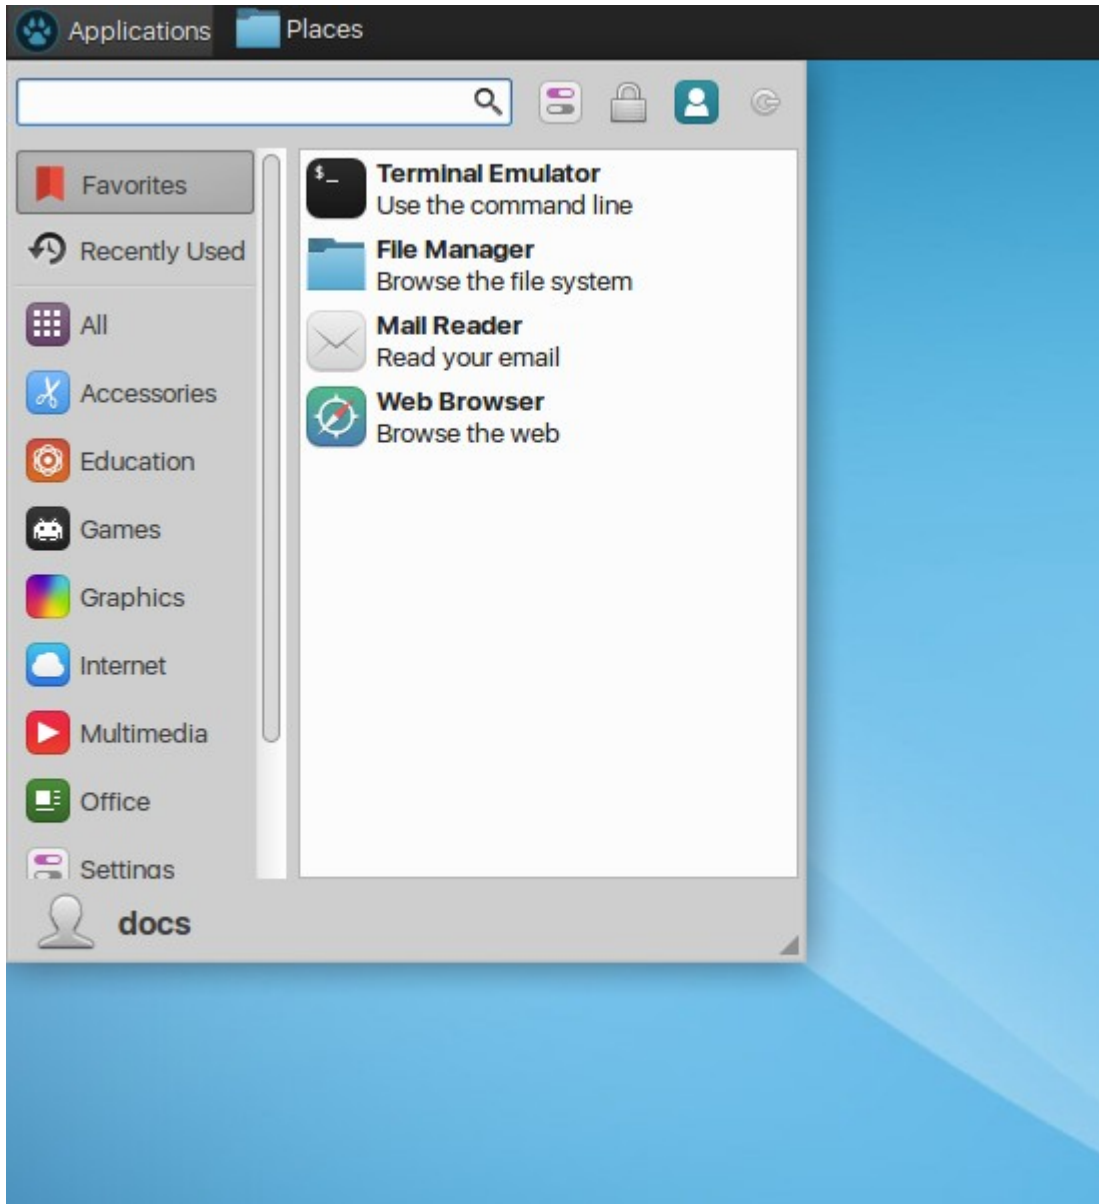 Applications
Places
Favorites
Recently Used
All
Accessories
Education
Games
Graphics
Internet
Multimedia
Office
Settings
$_
Terminal Emulator
Use the command line
File Manager
Browse the file system
Mail Reader
Read your email
Web Browser
Browse the web
docs